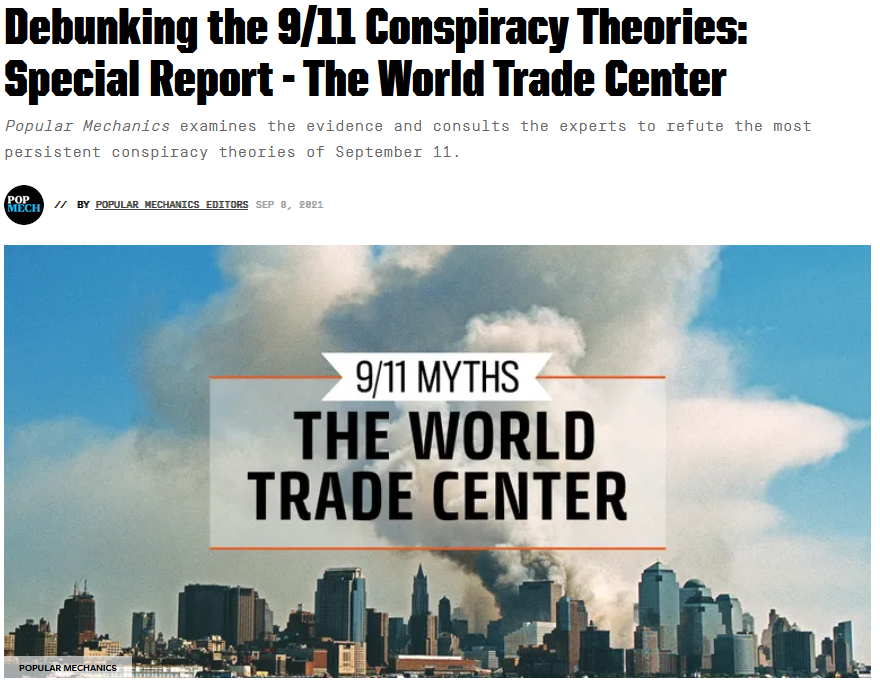 Debunking the 9/11 Conspiracy Theories:
Special Report - The World Trade Center
Popular Mechanics examines the evidence and consults the experts to refute the most
persistent conspiracy theories of September 11.
POP
MECH
// BY POPULAR MECHANICS EDITORS SEP 8, 2021
9/11 MYTHS
THE WORLD
TRADE CENTER
POPULAR MECHANICS